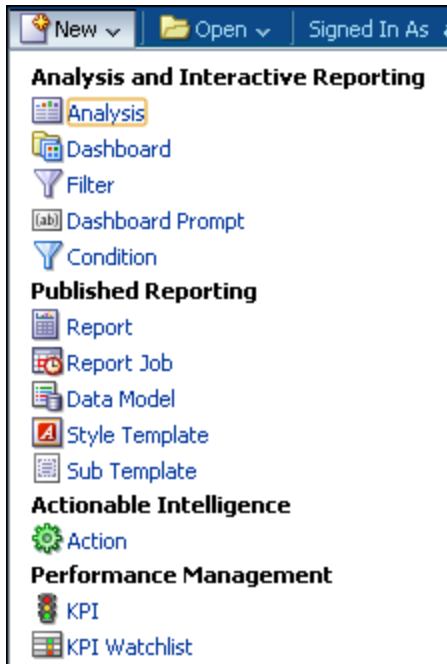 New Open Signed In As
Analysis and Interactive Reporting
Analysis
Dashboard
Filter
(ab) Dashboard Prompt
Condition
Published Reporting
Report
Report Job
Data Model
Style Template
Sub Template
Actionable Intelligence
Action
Performance Management
KPI
KPI Watchlist